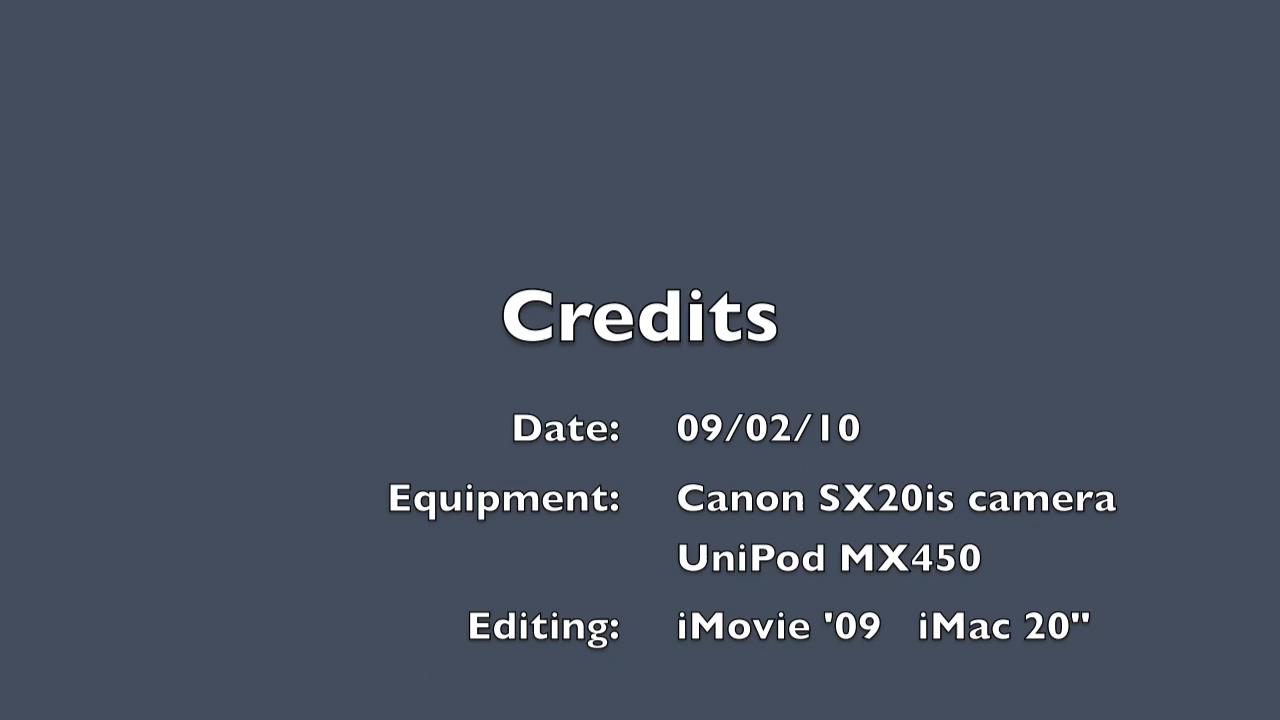 Credits
Date: 09/02/10
Equipment: Canon SX20is camera
UniPod MX450
Editing: iMovie '09 iMac 20"